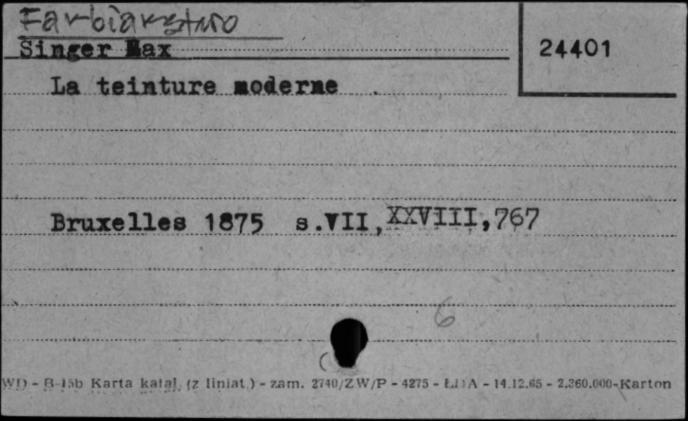 Farbiarstwo
Singer Max
24401
La teinture moderne
Bruxelles 1875 s.VII,XXVIII,767
6
WD - B-15b Karta katal. (z liniat.) - zam. 2740/ZW/P - 4275 - ŁDA - 14.12.65 - 2.360.000-Karton